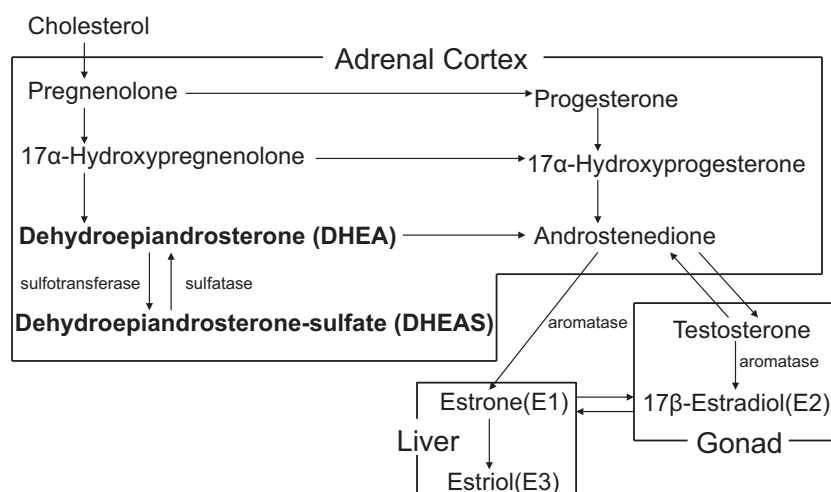 Cholesterol
Adrenal Cortex
Pregnenolone
Progesterone
17α-Hydroxypregnenolone
17α-Hydroxyprogesterone
Dehydroepiandrosterone (DHEA)
Androstenedione
sulfotransferase
sulfatase
Dehydroepiandrosterone-sulfate (DHEAS)
aromatase
Testosterone
aromatase
Estrone(E1)
17β-Estradiol(E2)
Liver
Gonad
Estriol(E3)